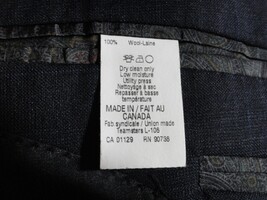 100% Wool-Laine
Dry clean only
Low moisture
Utility press
Nettoyage à sec
Repasser à basse
température
MADE IN / FAIT AU
CANADA
Fab syndicale / Union made
Teamsters L-106
CA 01129 RN 90738